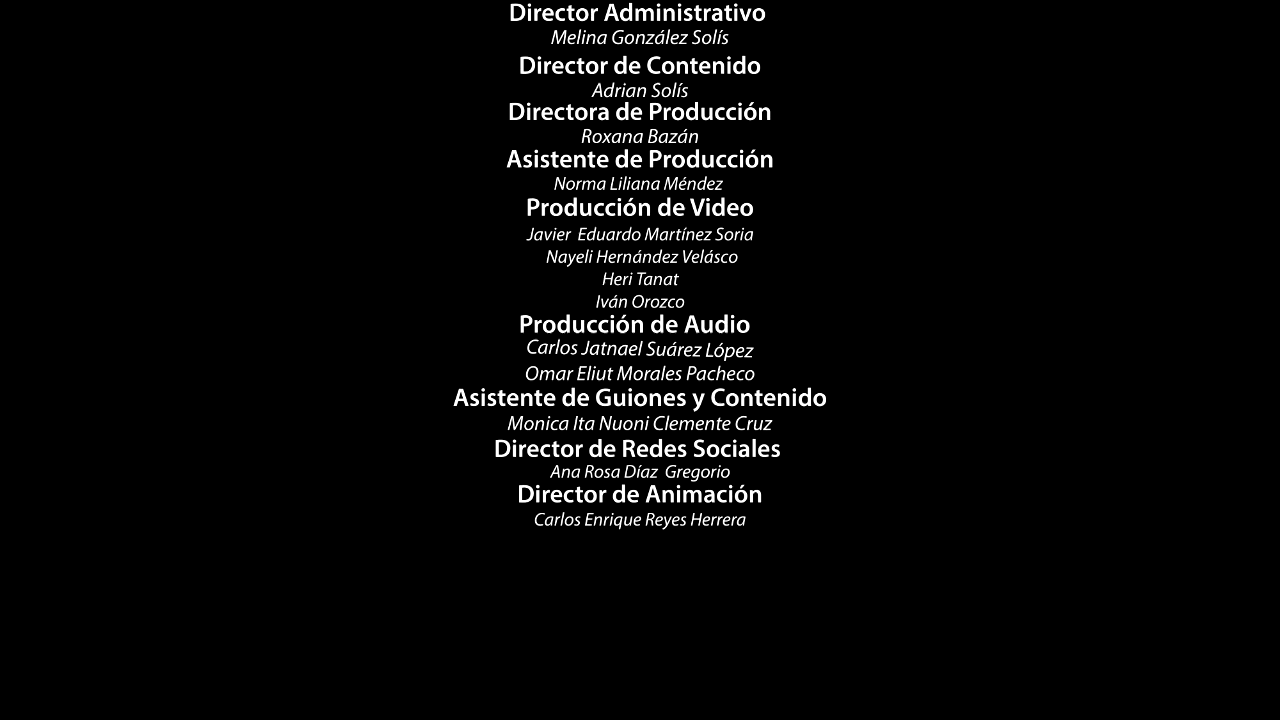 Director Administrativo
Melina González Solís
Director de Contenido
Adrian Solís
Directora de Producción
Roxana Bazán
Asistente de Producción
Norma Liliana Méndez
Producción de Video
Javier Eduardo Martínez Soria
Nayeli Hernández Velásco
Heri Tanat
Iván Orozco
Producción de Audio
Carlos Jatnael Suárez López
Omar Eliut Morales Pacheco
Asistente de Guiones y Contenido
Monica Ita Nuoni Clemente Cruz
Director de Redes Sociales
Ana Rosa Díaz Gregorio
Director de Animación
Carlos Enrique Reyes Herrera